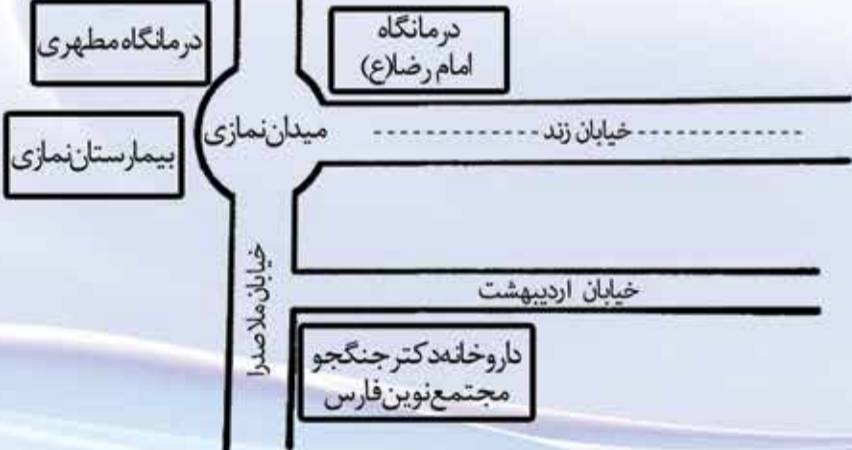 درمانگاه
امام رضا(ع)
درمانگاه مطهری
میدان نمازی
خیابان زند
بیمارستان نمازی
خیابان اردیبهشت
خیابان ملاصدرا
داروخانه دکتر جنگجو
مجتمع نوین فارس